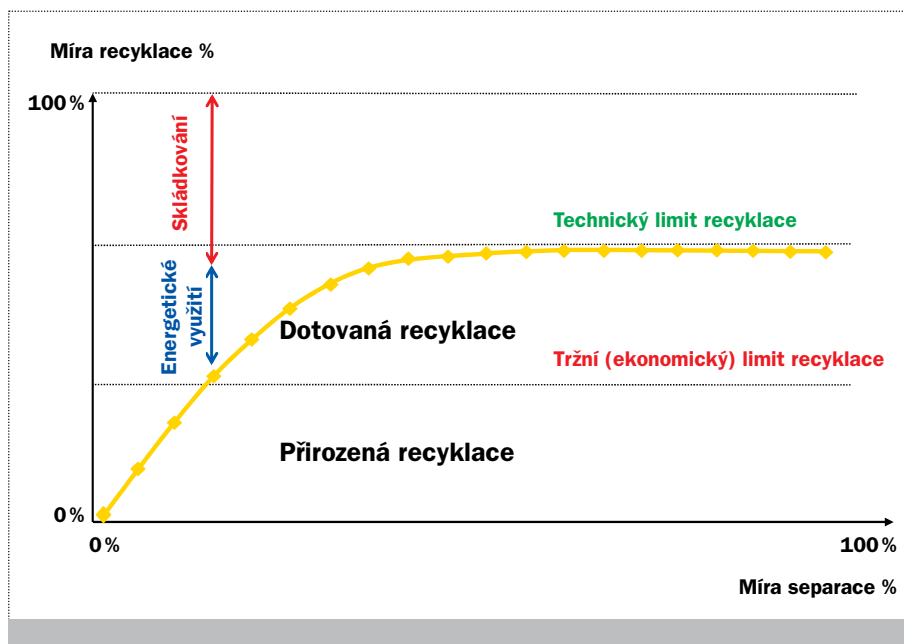 Míra recyklace %
100 %
Skládkování
Technický limit recyklace
Energetické
využití
Dotovaná recyklace
Tržní (ekonomický) limit recyklace
Přirozená recyklace
0 %
0 %
100 %
Míra separace %